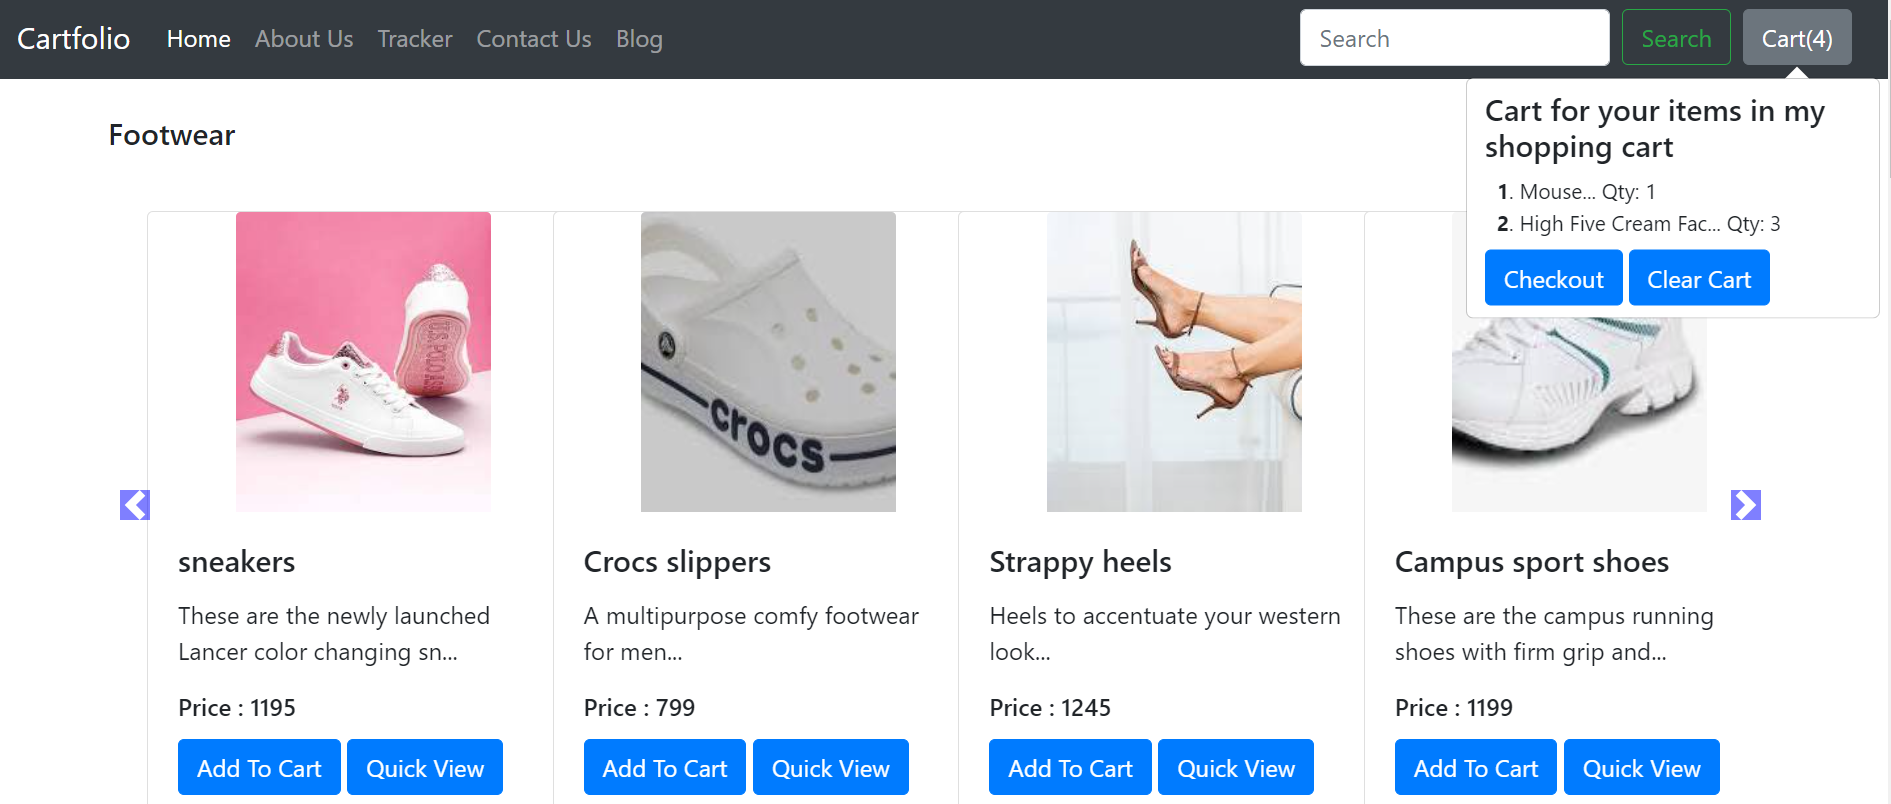 Cartfolio Home About Us Tracker Contact Us Blog Search Search Cart(4)
Cart for your items in my
shopping cart
1. Mouse... Qty: 1
2. High Five Cream Fac... Qty: 3
Checkout Clear Cart
Footwear
U.S. POLO ASS
crocs
sneakers
These are the newly launched
Lancer color changing sn...
Price : 1195
Add To Cart Quick View
Crocs slippers
A multipurpose comfy footwear
for men...
Price : 799
Add To Cart Quick View
Strappy heels
Heels to accentuate your western
look...
Price : 1245
Add To Cart Quick View
Campus sport shoes
These are the campus running
shoes with firm grip and...
Price : 1199
Add To Cart Quick View